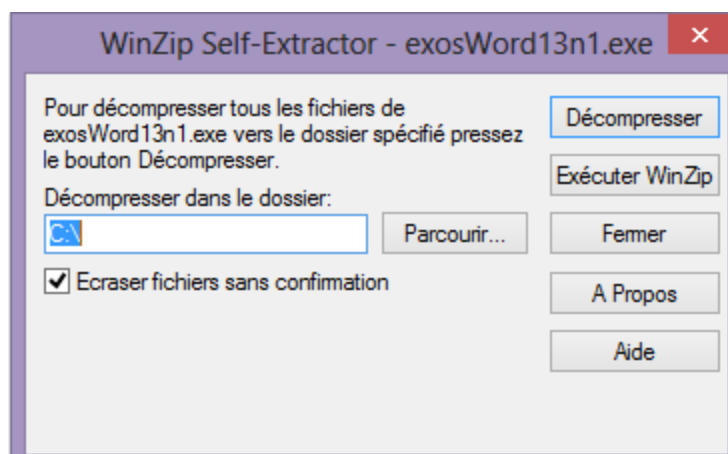 WinZip Self-Extractor - exosWord13n1.exe
Pour décompresser tous les fichiers de
exosWord13n1.exe vers le dossier spécifié pressez
le bouton Décompresser.
Décompresser dans le dossier:
C:\
Parcourir...
Ecraser fichiers sans confirmation
Décompresser
Exécuter WinZip
Fermer
A Propos
Aide